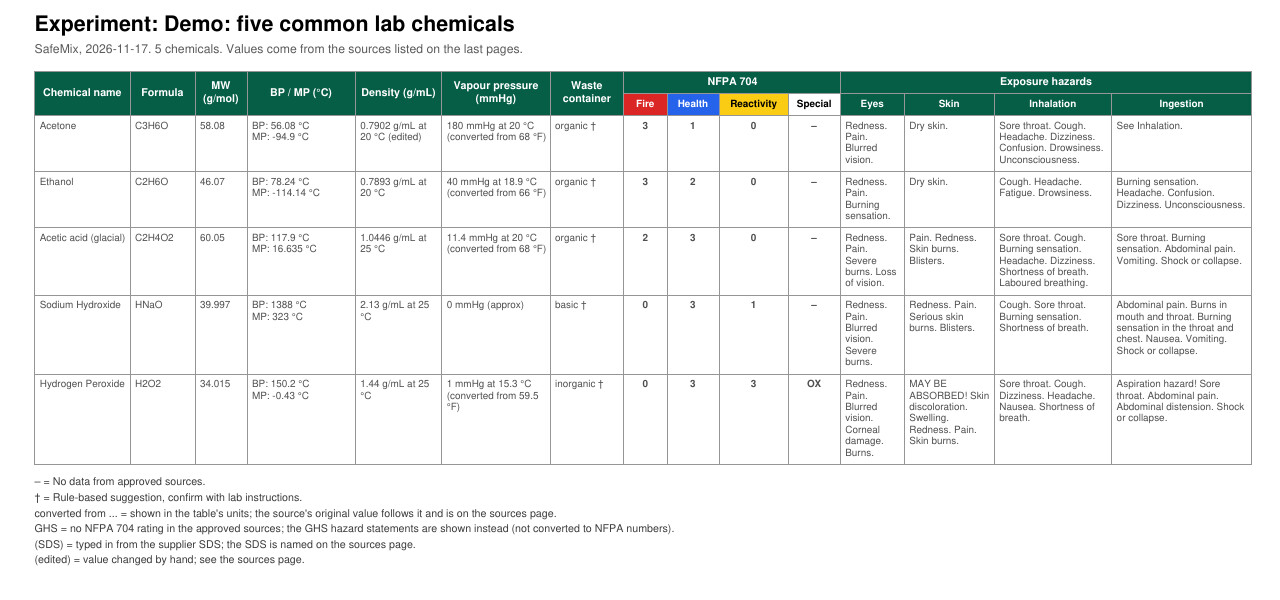 Experiment: Demo: five common lab chemicals
SafeMix, 2026-11-17. 5 chemicals. Values come from the sources listed on the last pages.
Chemical name | Formula | MW (g/mol) | BP / MP (°C) | Density (g/mL) | Vapour pressure (mmHg) | Waste container | NFPA 704 | Exposure hazards
Fire | Health | Reactivity | Special | Eyes | Skin | Inhalation | Ingestion
Acetone | C3H6O | 58.08 | BP: 56.08 °C MP: -94.9 °C | 0.7902 g/mL at 20 °C (edited) | 180 mmHg at 20 °C (converted from 68 °F) | organic † | 3 | 1 | 0 | – | Redness. Pain. Blurred vision. | Dry skin. | Sore throat. Cough. Headache. Dizziness. Confusion. Drowsiness. Unconsciousness. | See Inhalation.
Ethanol | C2H6O | 46.07 | BP: 78.24 °C MP: -114.14 °C | 0.7893 g/mL at 20 °C | 40 mmHg at 18.9 °C (converted from 66 °F) | organic † | 3 | 2 | 0 | – | Redness. Pain. Burning sensation. | Dry skin. | Cough. Headache. Fatigue. Drowsiness. | Burning sensation. Headache. Confusion. Dizziness. Unconsciousness.
Acetic acid (glacial) | C2H4O2 | 60.05 | BP: 117.9 °C MP: 16.635 °C | 1.0446 g/mL at 25 °C | 11.4 mmHg at 20 °C (converted from 68 °F) | organic † | 2 | 3 | 0 | – | Redness. Pain. Severe burns. Loss of vision. | Pain. Redness. Skin burns. Blisters. | Sore throat. Cough. Burning sensation. Headache. Dizziness. Shortness of breath. Laboured breathing. | Sore throat. Burning sensation. Abdominal pain. Vomiting. Shock or collapse.
Sodium Hydroxide | HNaO | 39.997 | BP: 1388 °C MP: 323 °C | 2.13 g/mL at 25 °C | 0 mmHg (approx) | basic † | 0 | 3 | 1 | – | Redness. Pain. Blurred vision. Severe burns. | Redness. Pain. Serious skin burns. Blisters. | Cough. Sore throat. Burning sensation. Shortness of breath. | Abdominal pain. Burns in mouth and throat. Burning sensation in the throat and chest. Nausea. Vomiting. Shock or collapse.
Hydrogen Peroxide | H2O2 | 34.015 | BP: 150.2 °C MP: -0.43 °C | 1.44 g/mL at 25 °C | 1 mmHg at 15.3 °C (converted from 59.5 °F) | inorganic † | 0 | 3 | 3 | OX | Redness. Pain. Blurred vision. Corneal damage. Burns. | MAY BE ABSORBED! Skin discoloration. Swelling. Redness. Pain. Skin burns. | Sore throat. Cough. Dizziness. Headache. Nausea. Shortness of breath. | Aspiration hazard! Sore throat. Abdominal pain. Abdominal distension. Shock or collapse.
– = No data from approved sources.
† = Rule-based suggestion, confirm with lab instructions.
converted from ... = shown in the table's units; the source's original value follows it and is on the sources page.
GHS = no NFPA 704 rating in the approved sources; the GHS hazard statements are shown instead (not converted to NFPA numbers).
(SDS) = typed in from the supplier SDS; the SDS is named on the sources page.
(edited) = value changed by hand; see the sources page.